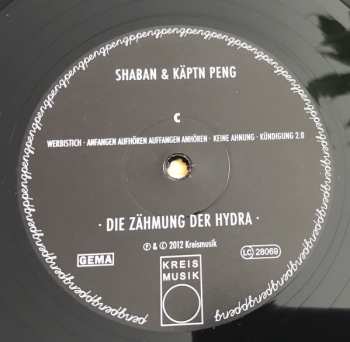 SHABAN & KÄPTN PENG
C
WERBISTICH · ANFANGEN AUFHÖREN AUFFANGEN ANHÖREN · KEINE AHNUNG · KÜNDIGUNG 2.0
· DIE ZÄHMUNG DER HYDRA ·
Ⓟ & © 2012 Kreismusik
GEMA
KREIS
MUSIK
LC 28069
pengpengpengpengpengpengpengpeng